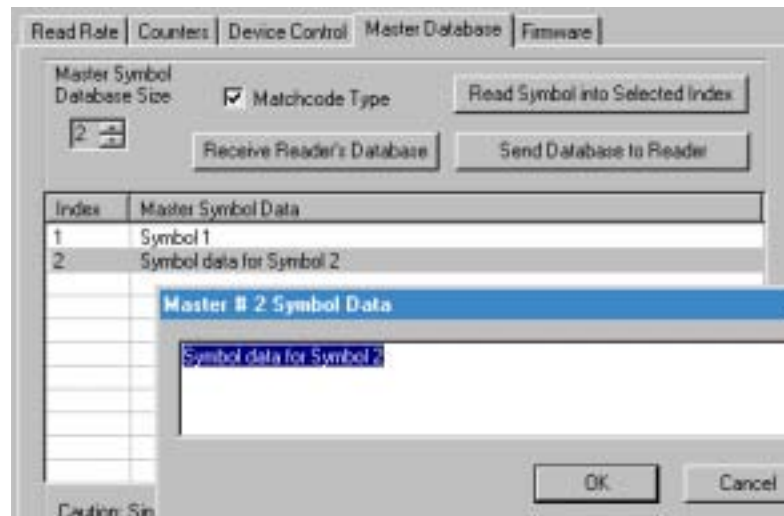 Read Rate Counters Device Control Master Database Firmware
Master Symbol
Database Size
Matchcode Type
Read Symbol into Selected Index
2
Receive Reader's Database
Send Database to Reader
Index Master Symbol Data
1 Symbol 1
2 Symbol data for Symbol 2
Master # 2 Symbol Data
Symbol data for Symbol 2
OK Cancel
Caution: